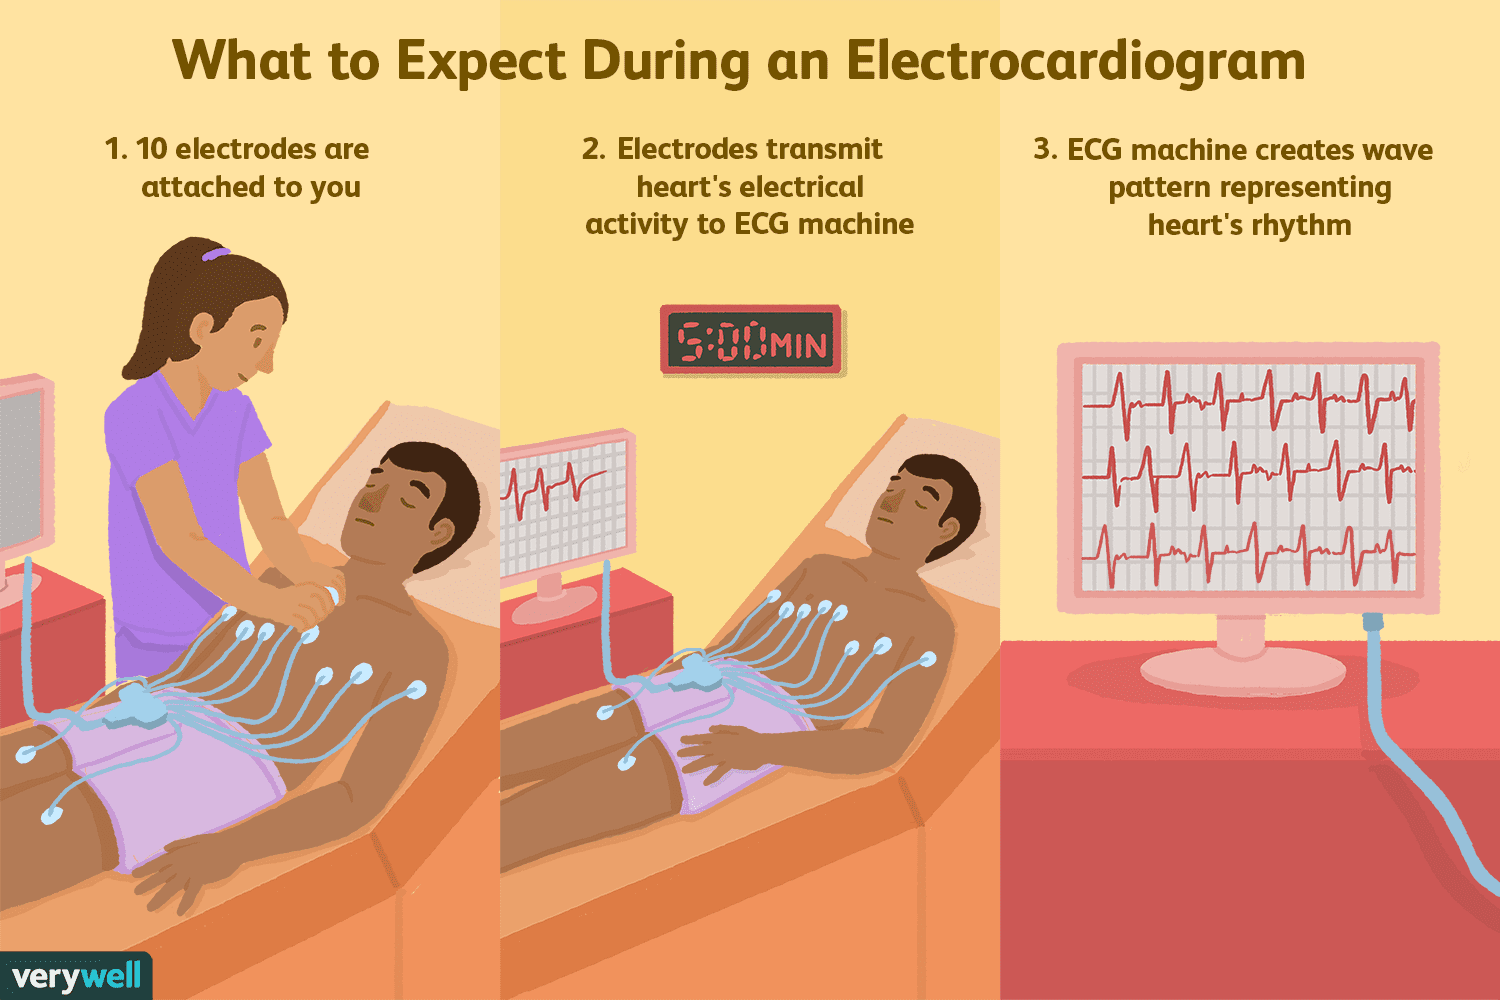 What to Expect During an Electrocardiogram
1. 10 electrodes are
attached to you
2. Electrodes transmit
heart's electrical
activity to ECG machine
3. ECG machine creates wave
pattern representing
heart's rhythm
5:00MIN
verywell